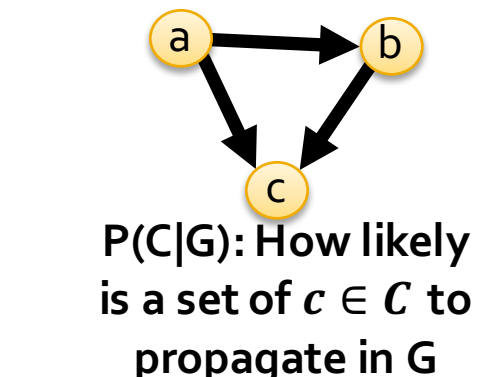 a
b
c
P(C|G): How likely
is a set of c ∈ C to
propagate in G